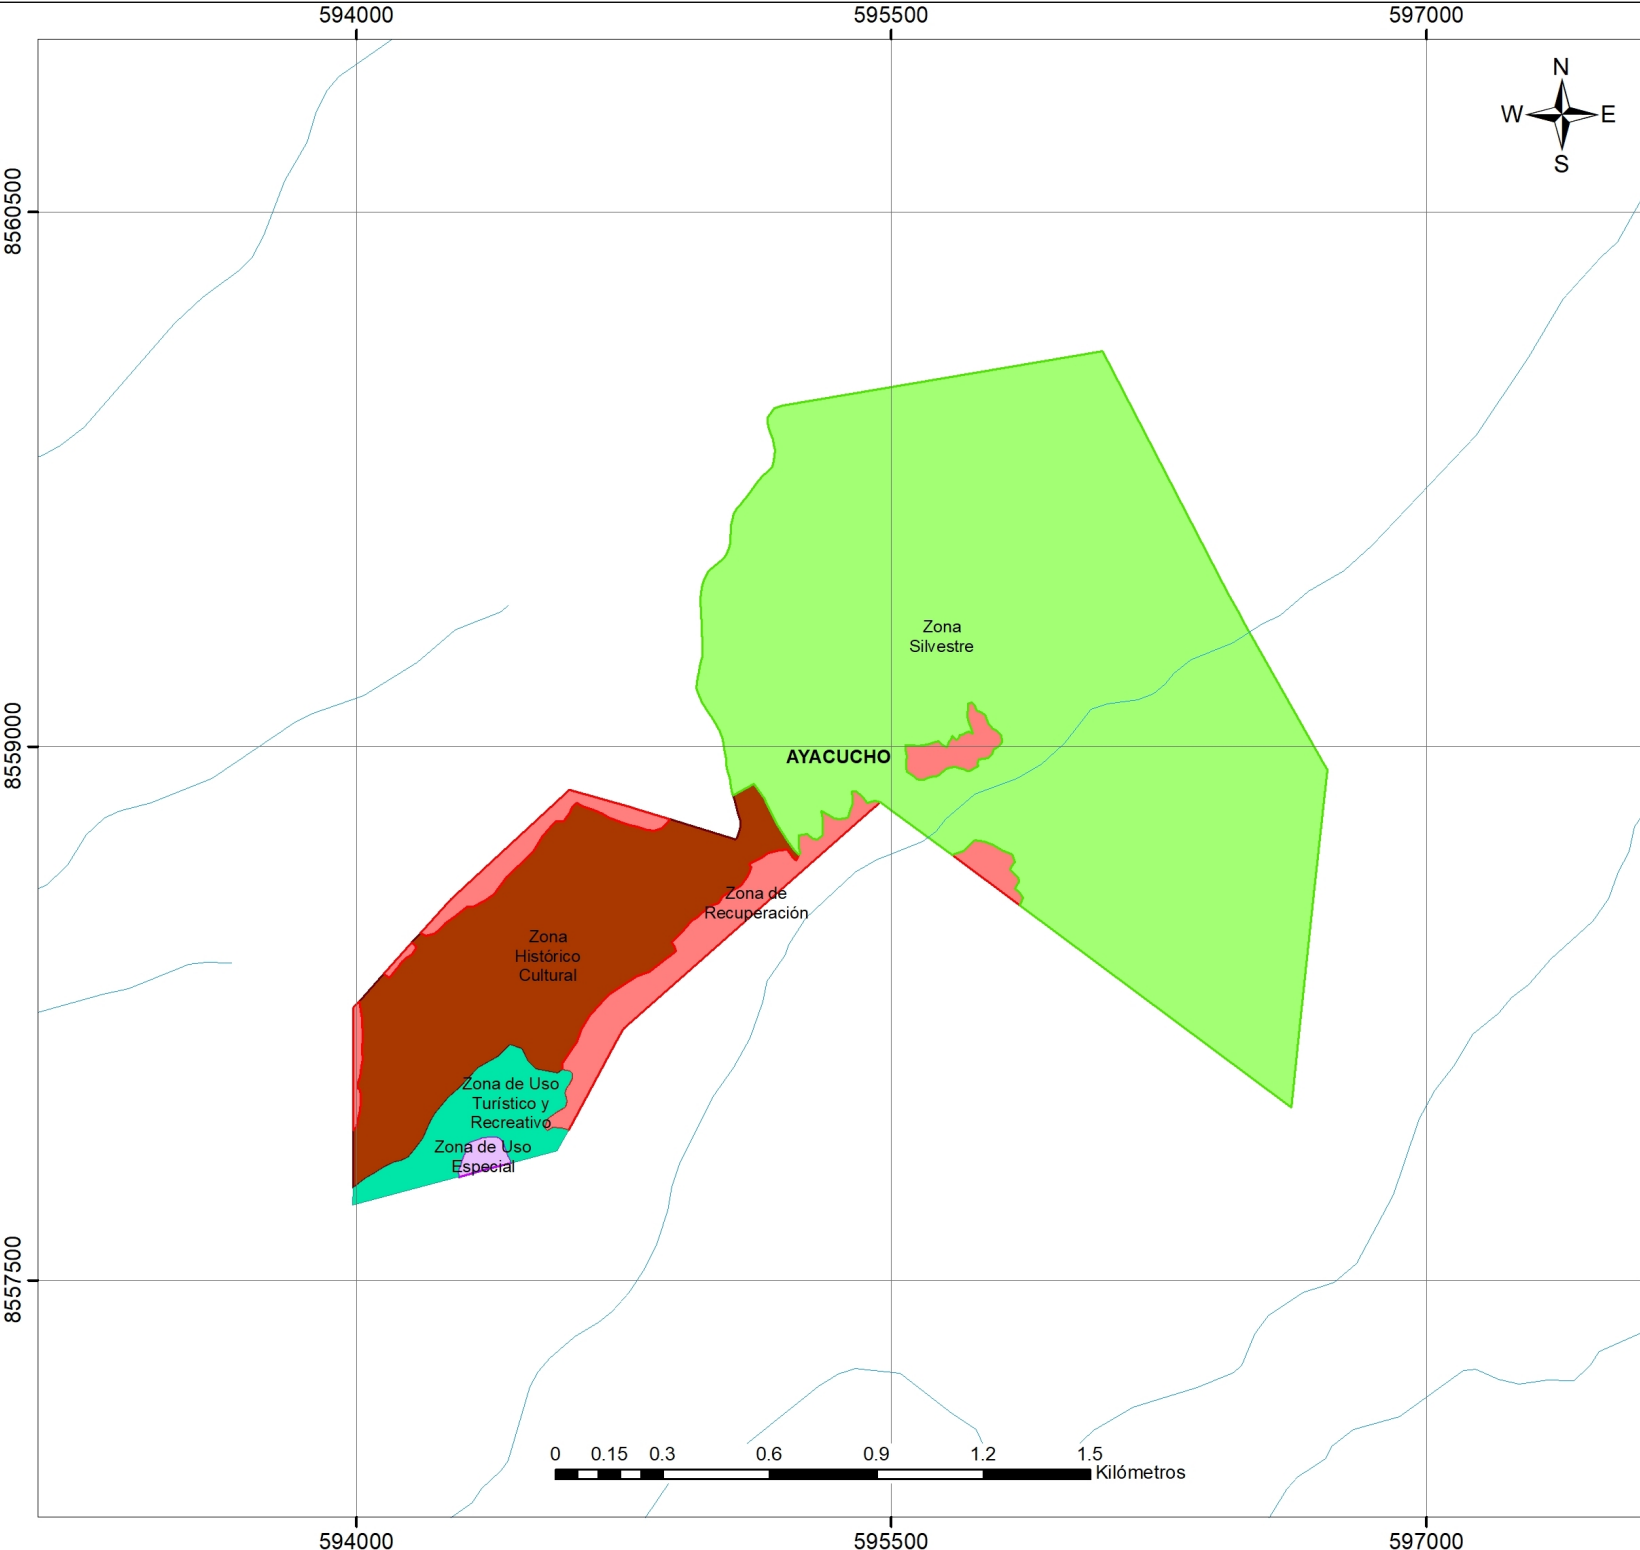 594000 595500 597000
N
W E
S
8560500
Zona
Silvestre
8559000
AYACUCHO
Zona de
Recuperación
Zona
Histórico
Cultural
Zona de Uso
Turístico y
Recreativo
Zona de Uso
Especial
8557500
0 0.15 0.3 0.6 0.9 1.2 1.5
Kilómetros
594000 595500 597000